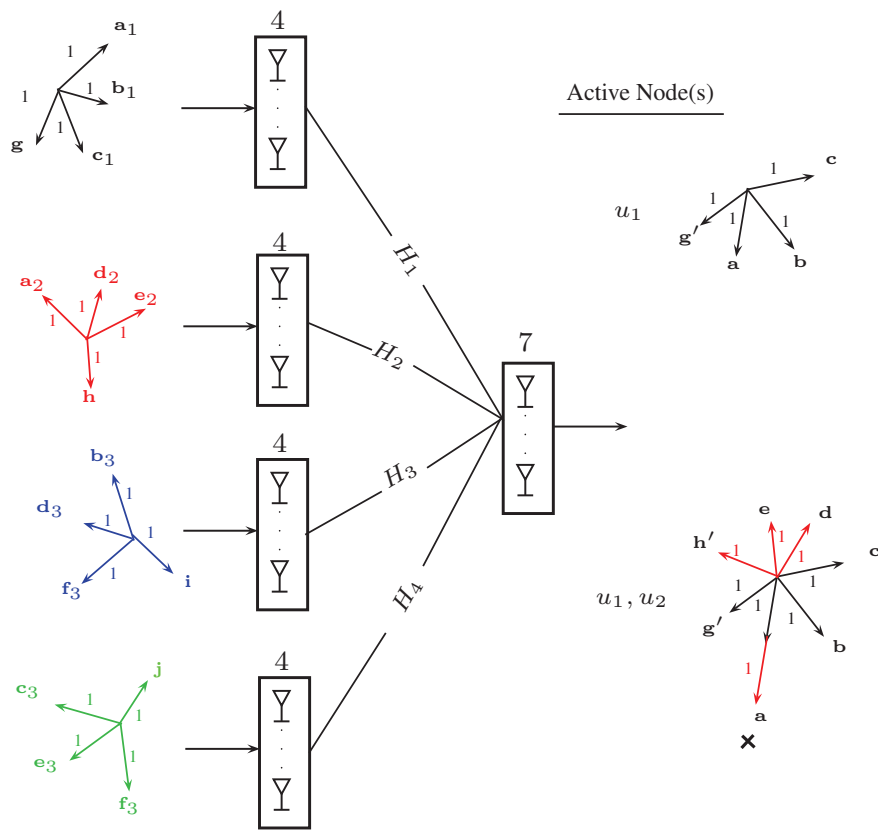 4
a₁
1
1
b₁
1
1
g
c₁
Active Node(s)
c
1
u₁
1
1
1
g′
a
b
H₁
4
a₂
d₂
e₂
1
1
1
1
h
H₂
7
4
b₃
d₃
1
1
1
1
f₃
i
H₃
e
d
h′
1
1
1
c
1
1
1
1
u₁, u₂
g′
b
1
a
×
H₄
4
j
c₃
1
1
1
1
e₃
f₃